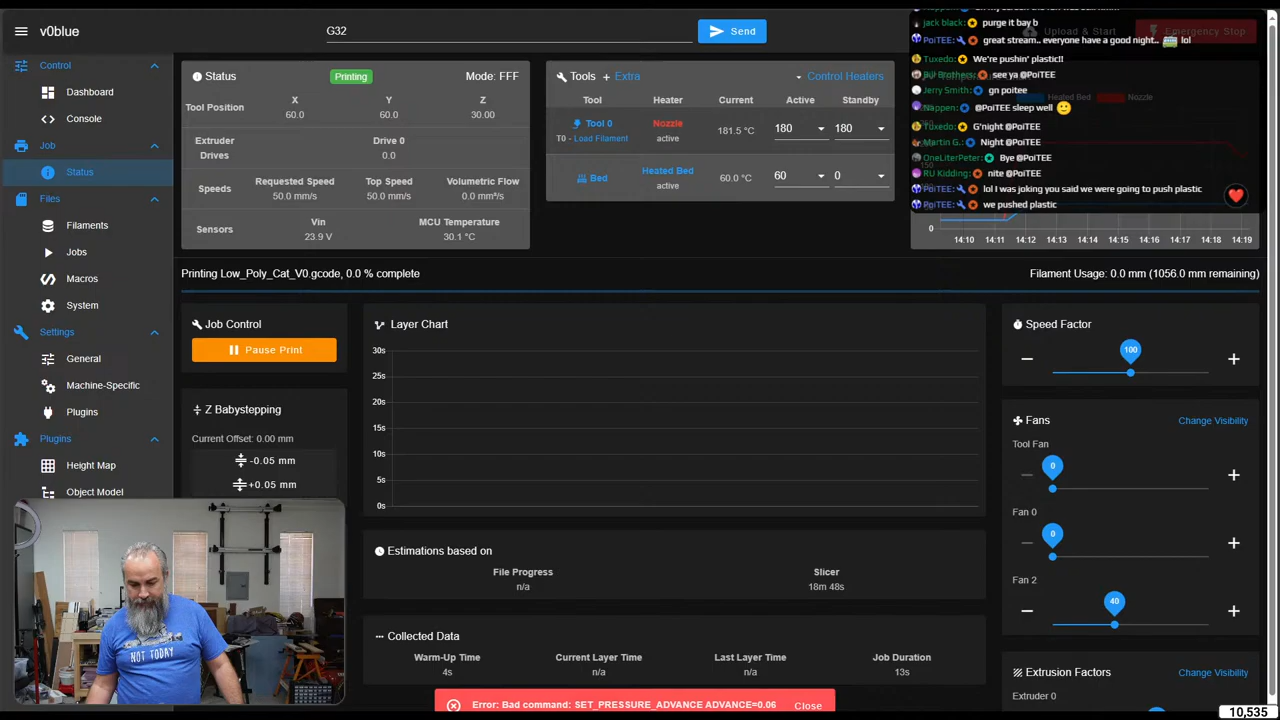 v0blue
G32
Send
Upload & Start
Emergency Stop
jack black: purge it bay b
PoiTEE: great stream.. everyone have a good night.. lol
Tuxedo: We're pushin' plastic!!
Bill Brothers: see ya @PoiTEE
Jerry Smith: gn poitee
Nappen: @PoiTEE sleep well
Tuxedo: G'night @PoiTEE
Martin G.: Night @PoiTEE
OneLiterPeter: Bye @PoiTEE
RU Kidding: nite @PoiTEE
PoiTEE: lol I was joking you said we were going to push plastic
PoiTEE: we pushed plastic
Heated Bed
Nozzle
150
0
14:10 14:11 14:12 14:13 14:14 14:15 14:16 14:17 14:18 14:19
Control
Dashboard
Console
Job
Status
Files
Filaments
Jobs
Macros
System
Settings
General
Machine-Specific
Plugins
Plugins
Height Map
Object Model
Status Printing Mode: FFF
Tool Position
X Y Z
60.0 60.0 30.00
Extruder Drives
Drive 0
0.0
Speeds
Requested Speed Top Speed Volumetric Flow
50.0 mm/s 50.0 mm/s 0.0 mm³/s
Sensors
Vin MCU Temperature
23.9 V 30.1 °C
Tools + Extra Control Heaters
Tool Heater Current Active Standby
Tool 0
T0 - Load Filament
Nozzle
active
181.5 °C 180 180
Bed
Heated Bed
active
60.0 °C 60 0
Printing Low_Poly_Cat_V0.gcode, 0.0 % complete
Filament Usage: 0.0 mm (1056.0 mm remaining)
Job Control
Pause Print
Z Babystepping
Current Offset: 0.00 mm
-0.05 mm
+0.05 mm
Layer Chart
30s
25s
20s
15s
10s
5s
0s
Estimations based on
File Progress Slicer
n/a 18m 48s
Collected Data
Warm-Up Time Current Layer Time Last Layer Time Job Duration
4s n/a n/a 13s
Error: Bad command: SET_PRESSURE_ADVANCE ADVANCE=0.06 Close
Speed Factor
100
Fans Change Visibility
Tool Fan
0
Fan 0
0
Fan 2
40
Extrusion Factors Change Visibility
Extruder 0
NOT TODAY
10,535